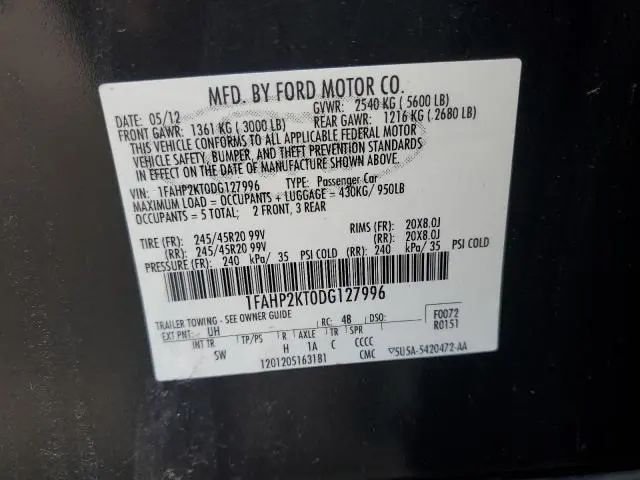 MFD. BY FORD MOTOR CO.
DATE: 05/12 GVWR: 2540 KG ( 5600 LB)
FRONT GAWR: 1361 KG ( 3000 LB) REAR GAWR: 1216 KG ( 2680 LB)
THIS VEHICLE CONFORMS TO ALL APPLICABLE FEDERAL MOTOR
VEHICLE SAFETY, BUMPER, AND THEFT PREVENTION STANDARDS
IN EFFECT ON THE DATE OF MANUFACTURE SHOWN ABOVE.
VIN: 1FAHP2KT0DG127996 TYPE: Passenger Car
MAXIMUM LOAD = OCCUPANTS + LUGGAGE = 430KG/ 950LB
OCCUPANTS = 5 TOTAL, 2 FRONT, 3 REAR
TIRE (FR): 245/45R20 99V RIMS (FR): 20X8.0J
(RR): 245/45R20 99V (RR): 20X8.0J
PRESSURE (FR): 240 kPa/ 35 PSI COLD (RR): 240 kPa/ 35 PSI COLD
1FAHP2KT0DG127996
TRAILER TOWING - SEE OWNER GUIDE
EXT PNT: UH RC: 48 DSO: F0072
INT TR TP/PS R AXLE TR SPR R0151
SW H 1A C CCCC
1201205163181 CMC 5U5A-5420472-AA